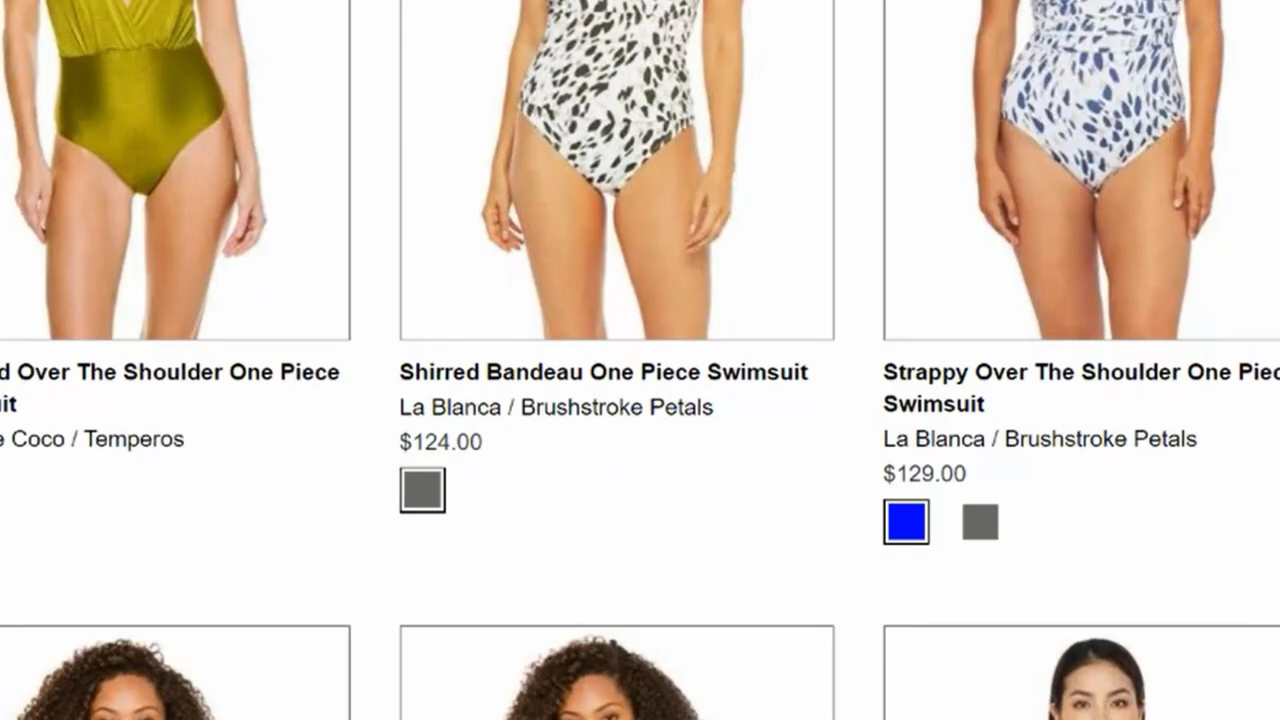 d Over The Shoulder One Piece
it
Coco / Temperos
Shirred Bandeau One Piece Swimsuit
La Blanca / Brushstroke Petals
$124.00
Strappy Over The Shoulder One Piec
Swimsuit
La Blanca / Brushstroke Petals
$129.00